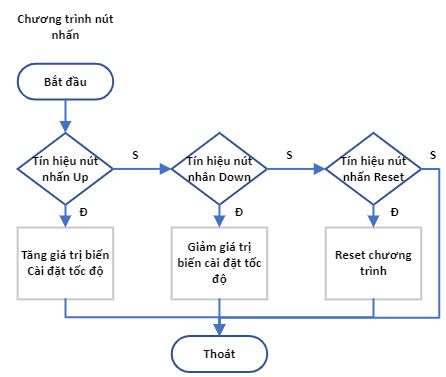 Chương trình nút
nhấn
Bắt đầu
Tín hiệu nút
nhấn Up
S
Tín hiệu nút
nhân Down
S
Tín hiệu nút
nhấn Reset
S
Đ
Đ
Đ
Tăng giá trị biến
Cài đặt tốc độ
Giảm giá trị
biến cài đặt tốc
độ
Reset chương
trình
Thoát